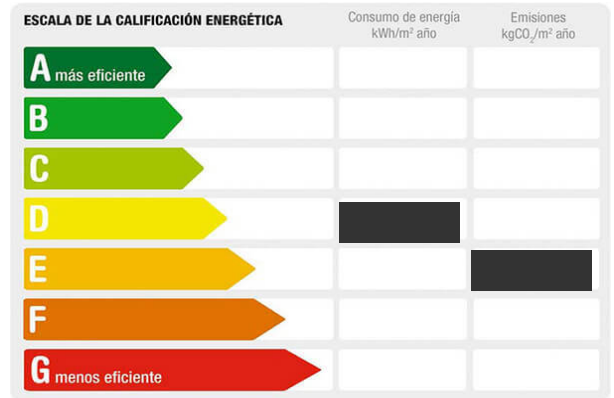 ESCALA DE LA CALIFICACIÓN ENERGÉTICA
Consumo de energía
kWh/m² año
Emisiones
kgCO₂/m² año
A más eficiente
B
C
D
E
F
G menos eficiente